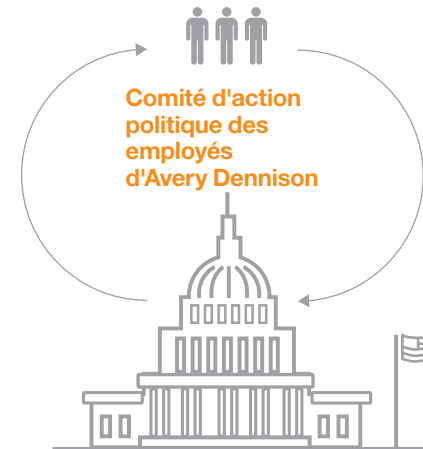 Comité d'action
politique des
employés
d'Avery Dennison